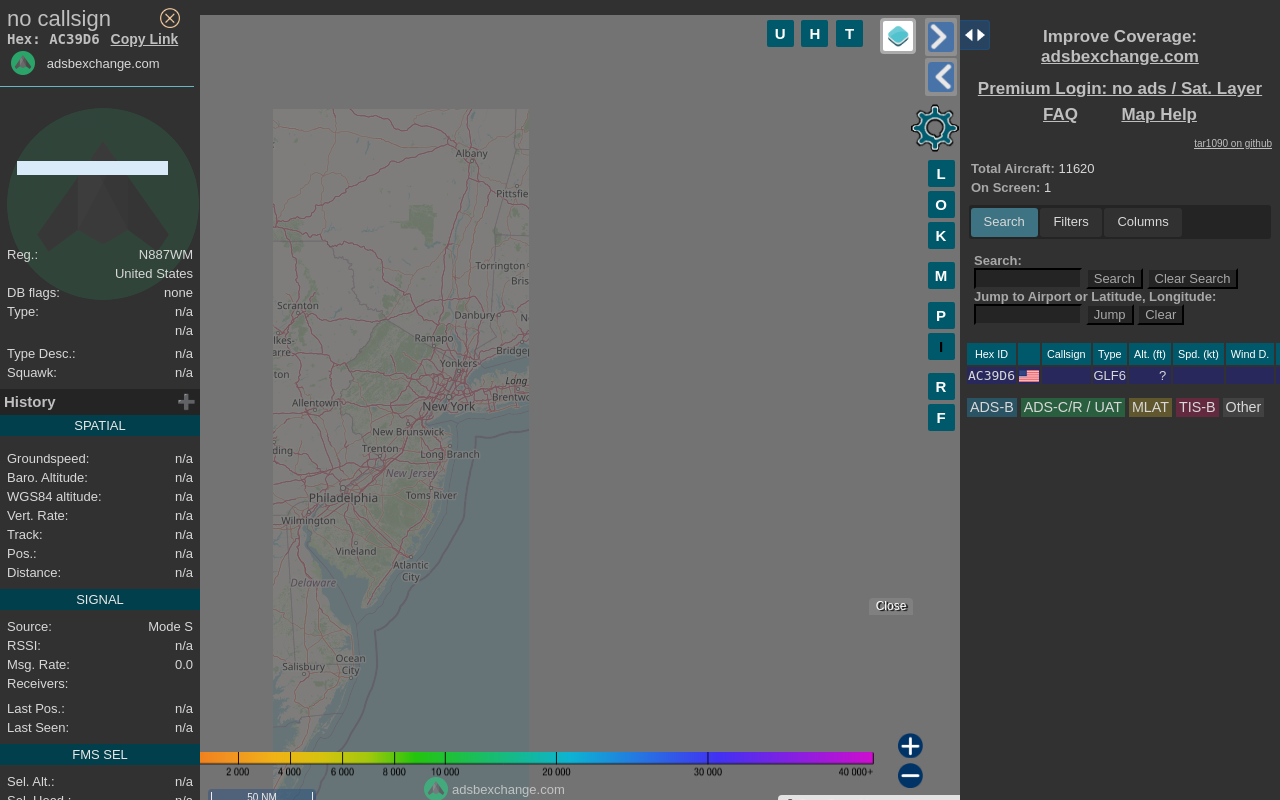 no callsign
Hex: AC39D6 Copy Link
adsbexchange.com
Reg.: N887WM
United States
DB flags: none
Type: n/a
n/a
Type Desc.: n/a
Squawk: n/a
History
SPATIAL
Groundspeed: n/a
Baro. Altitude: n/a
WGS84 altitude: n/a
Vert. Rate: n/a
Track: n/a
Pos.: n/a
Distance: n/a
SIGNAL
Source: Mode S
RSSI: n/a
Msg. Rate: 0.0
Receivers:
Last Pos.: n/a
Last Seen: n/a
FMS SEL
Sel. Alt.: n/a
Sel. Head.: n/a
U H T
L
O
K
M
P
I
R
F
Albany
Pittsfie
Torrington
Bris
Scranton
Danbury
N
lkes-
arre
Ramapo
Bridgep
Yonkers
ton
Long
Allentown
New York
Brentwo
New Brunswick
ding
Trenton
Long Branch
New Jersey
Philadelphia
Toms River
Wilmington
Vineland
Atlantic
City
Delaware
Ocean
City
Salisbury
Close
2 000 4 000 6 000 8 000 10 000 20 000 30 000 40 000+
adsbexchange.com
50 NM
Improve Coverage:
adsbexchange.com
Premium Login: no ads / Sat. Layer
FAQ Map Help
tar1090 on github
Total Aircraft: 11620
On Screen: 1
Search Filters Columns
Search:
Search Clear Search
Jump to Airport or Latitude, Longitude:
Jump Clear
Hex ID Callsign Type Alt. (ft) Spd. (kt) Wind D.
AC39D6 GLF6 ?
ADS-B ADS-C/R / UAT MLAT TIS-B Other